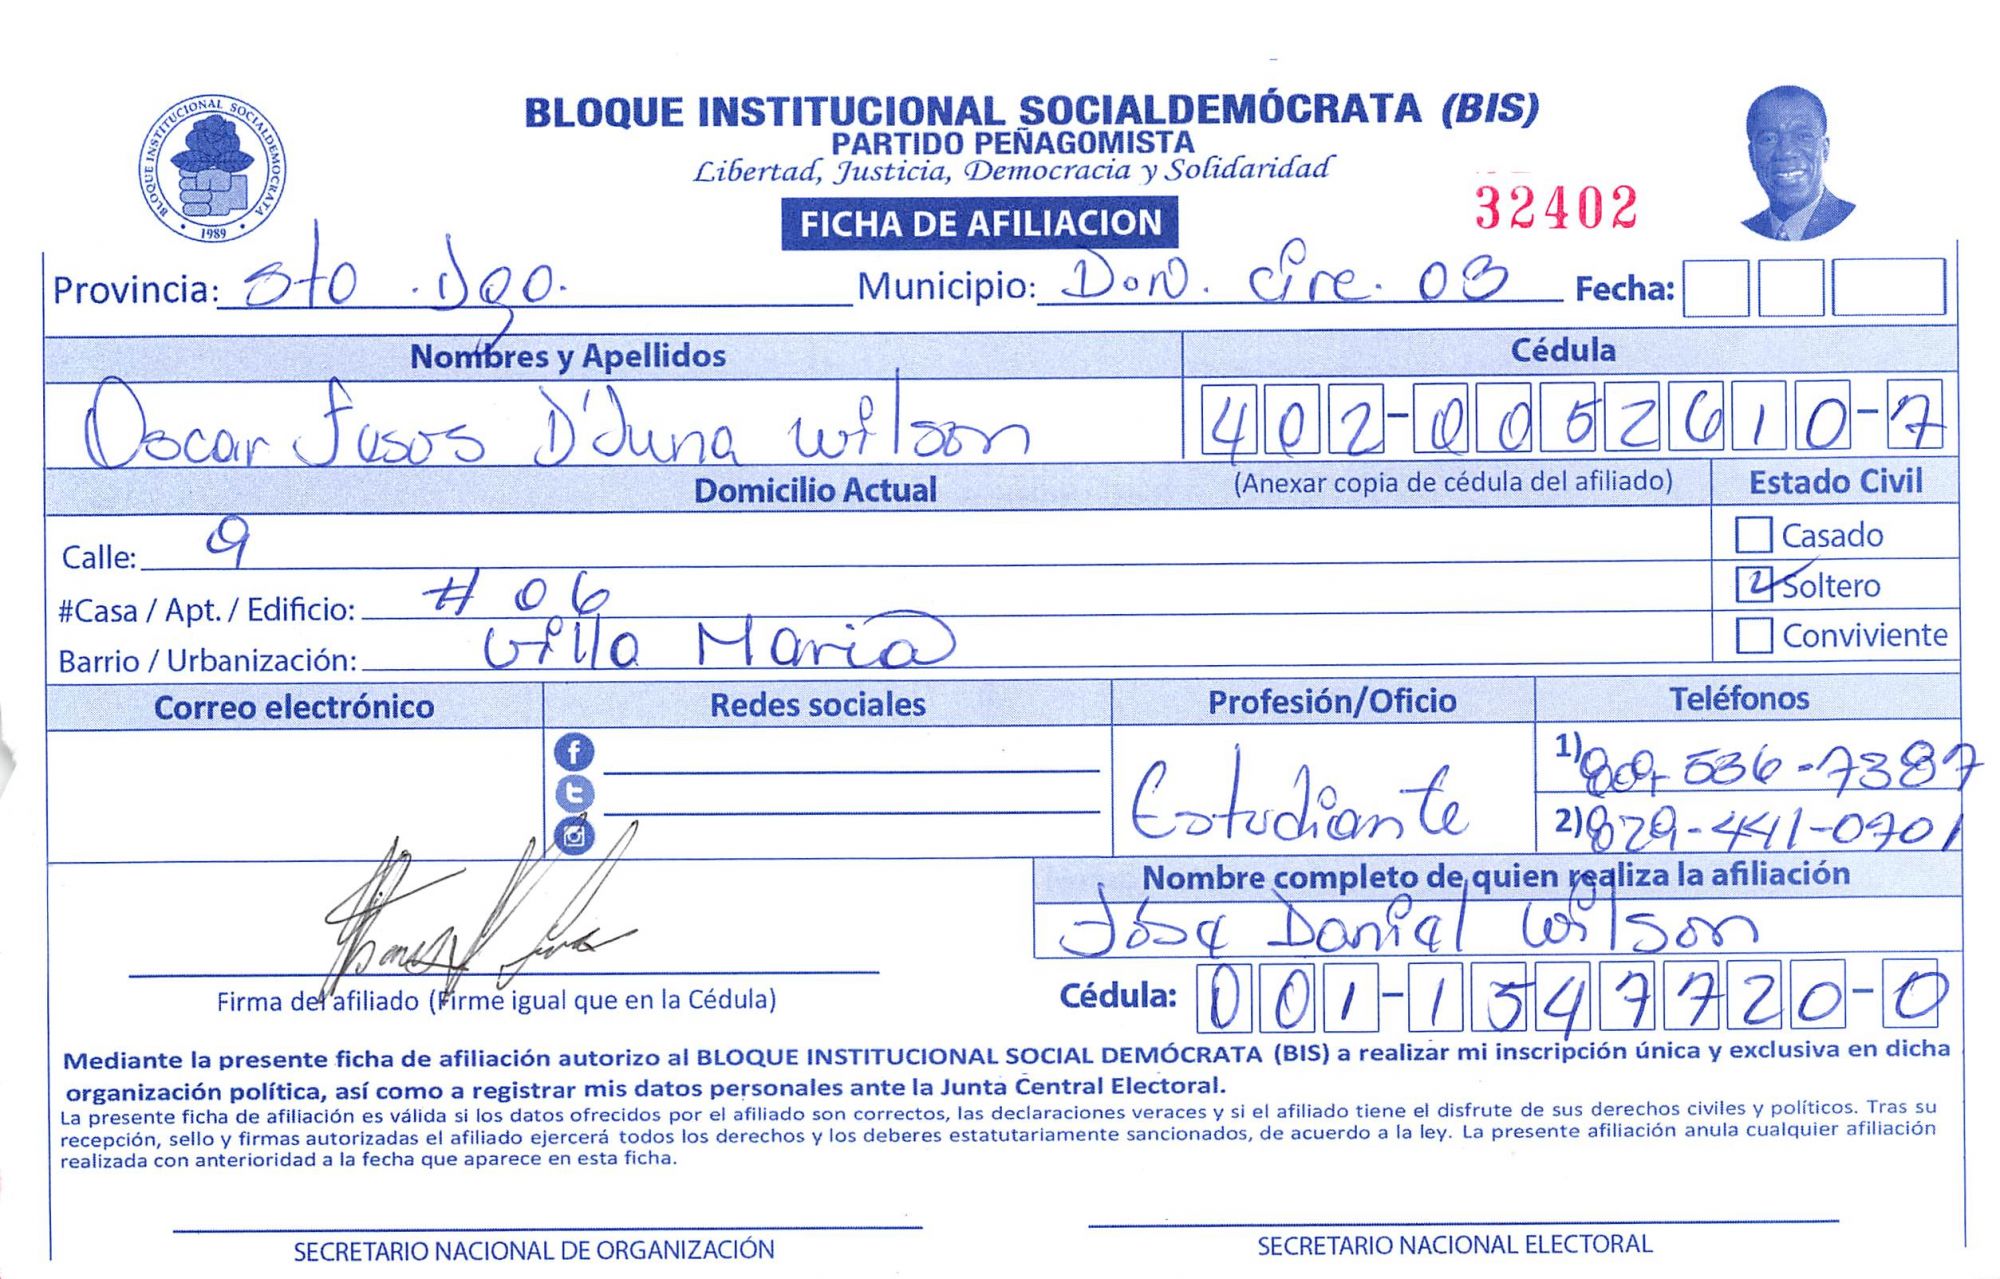 BLOQUE INSTITUCIONAL SOCIALDEMÓCRATA (BIS)
PARTIDO PEÑAGOMISTA
Libertad, Justicia, Democracia y Solidaridad
BLOQUE INSTITUCIONAL SOCIALDEMOCRATA
1989
32402
FICHA DE AFILIACION
Provincia: Sto. Dgo. Municipio: D.N. Circ. 03 Fecha:
Nombres y Apellidos Cédula
Oscar Jesos D'Juna Wilson 402-0052610-7
Domicilio Actual (Anexar copia de cédula del afiliado) Estado Civil
Calle: 9 Casado
#Casa / Apt. / Edificio: # 06 Soltero
Barrio / Urbanización: Villa Maria Conviviente
Correo electrónico Redes sociales Profesión/Oficio Teléfonos
Estudiante
1) 809-536-7387
2) 829-441-0701
Nombre completo de quien realiza la afiliación
Jose Daniel Wilson
Firma del afiliado (Firme igual que en la Cédula) Cédula: 001-1547720-0
Mediante la presente ficha de afiliación autorizo al BLOQUE INSTITUCIONAL SOCIAL DEMÓCRATA (BIS) a realizar mi inscripción única y exclusiva en dicha
organización política, así como a registrar mis datos personales ante la Junta Central Electoral.
La presente ficha de afiliación es válida si los datos ofrecidos por el afiliado son correctos, las declaraciones veraces y si el afiliado tiene el disfrute de sus derechos civiles y políticos. Tras su
recepción, sello y firmas autorizadas el afiliado ejercerá todos los derechos y los deberes estatutariamente sancionados, de acuerdo a la ley. La presente afiliación anula cualquier afiliación
realizada con anterioridad a la fecha que aparece en esta ficha.
SECRETARIO NACIONAL DE ORGANIZACIÓN SECRETARIO NACIONAL ELECTORAL